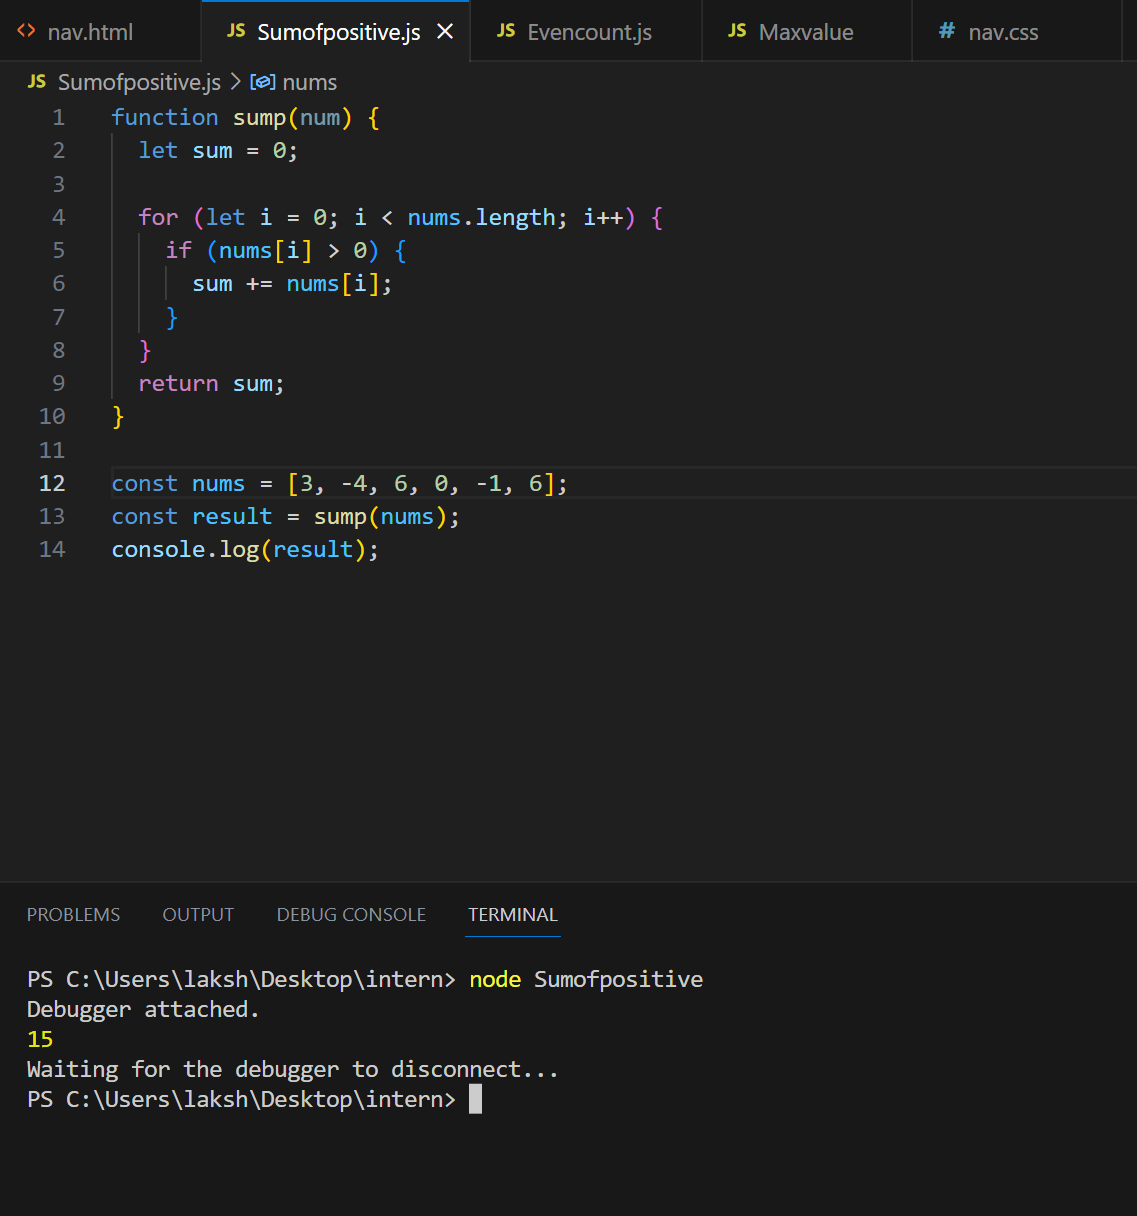 nav.html JS Sumofpositive.js JS Evencount.js JS Maxvalue # nav.css
JS Sumofpositive.js > nums
1 function sump(num) {
2   let sum = 0;
3
4   for (let i = 0; i < nums.length; i++) {
5     if (nums[i] > 0) {
6       sum += nums[i];
7     }
8   }
9   return sum;
10 }
11
12 const nums = [3, -4, 6, 0, -1, 6];
13 const result = sump(nums);
14 console.log(result);
PROBLEMS OUTPUT DEBUG CONSOLE TERMINAL
PS C:\Users\laksh\Desktop\intern> node Sumofpositive
Debugger attached.
15
Waiting for the debugger to disconnect...
PS C:\Users\laksh\Desktop\intern>